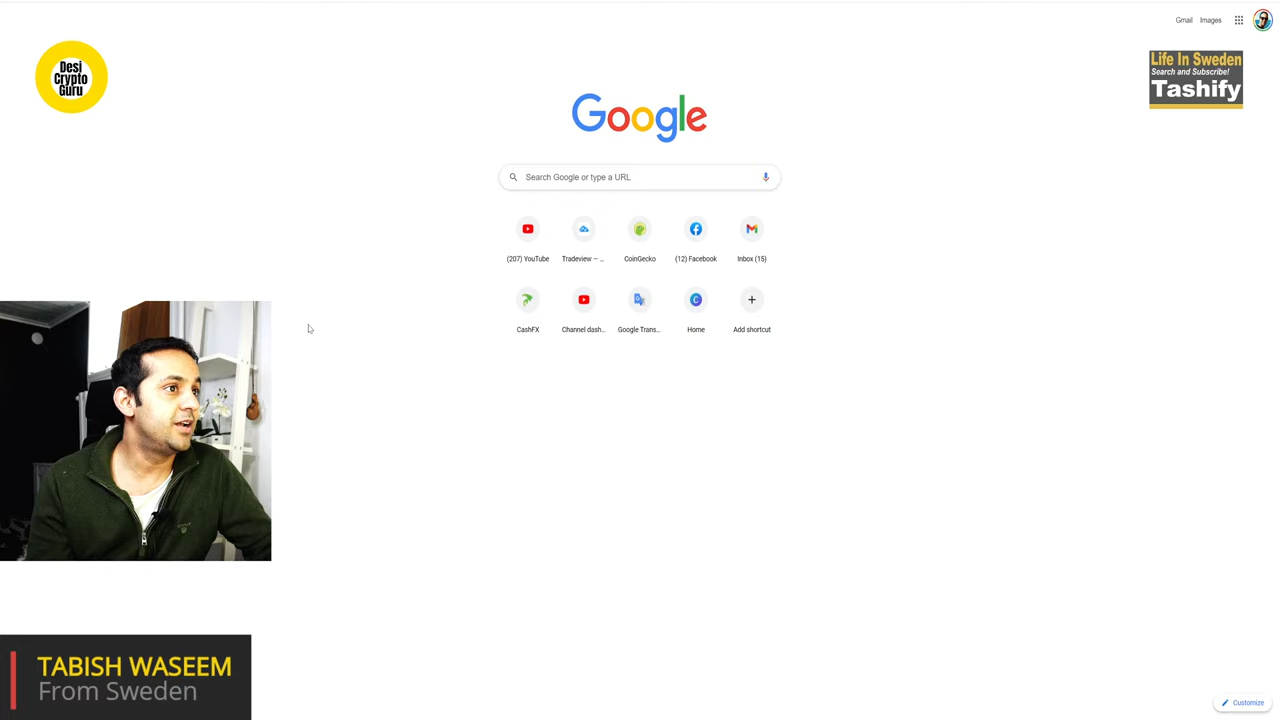 Gmail Images
Desi
Crypto
Guru
Life In Sweden
Search and Subscribe!
Tashify
Google
Search Google or type a URL
(207) YouTube
Tradeview – ...
CoinGecko
(12) Facebook
Inbox (15)
CashFX
Channel dash...
Google Trans...
Home
Add shortcut
TABISH WASEEM
From Sweden
Customize